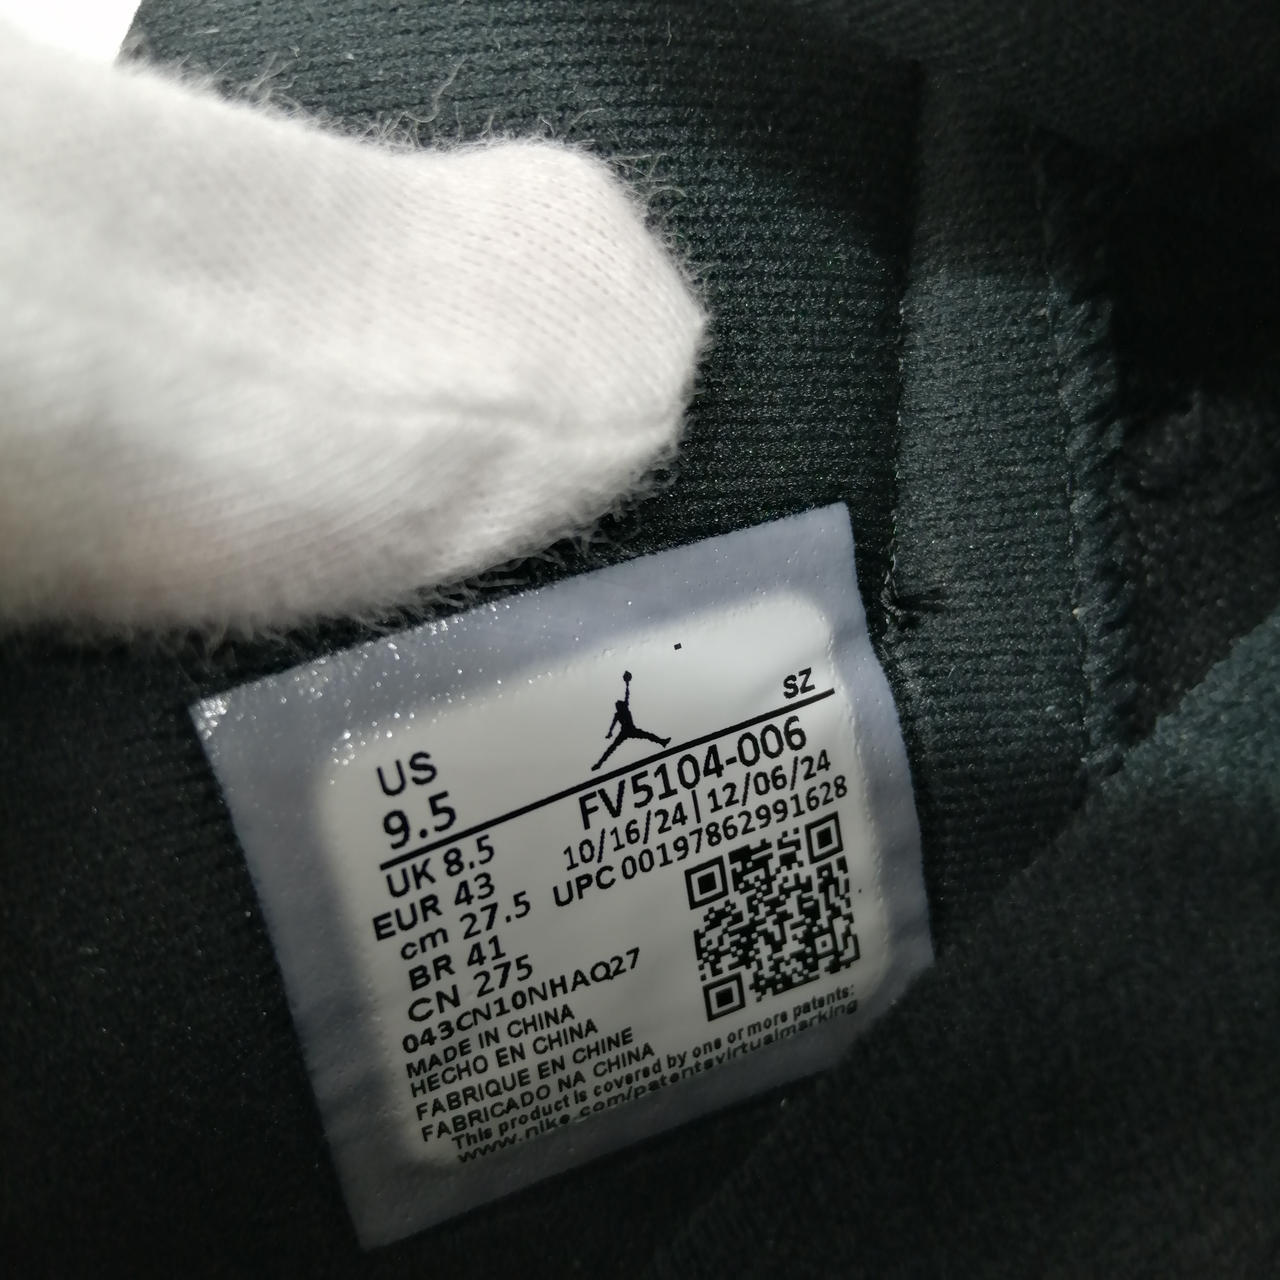 SZ
US
9.5
FV5104-006
10/16/24 | 12/06/24
UPC 00197862991628
UK 8.5
EUR 43
cm 27.5
BR 41
CN 275
043CN10NHAQ27
MADE IN CHINA
HECHO EN CHINA
FABRIQUE EN CHINE
FABRICADO NA CHINA
This product is covered by one or more patents:
www.nike.com/patentsvirtualmarking